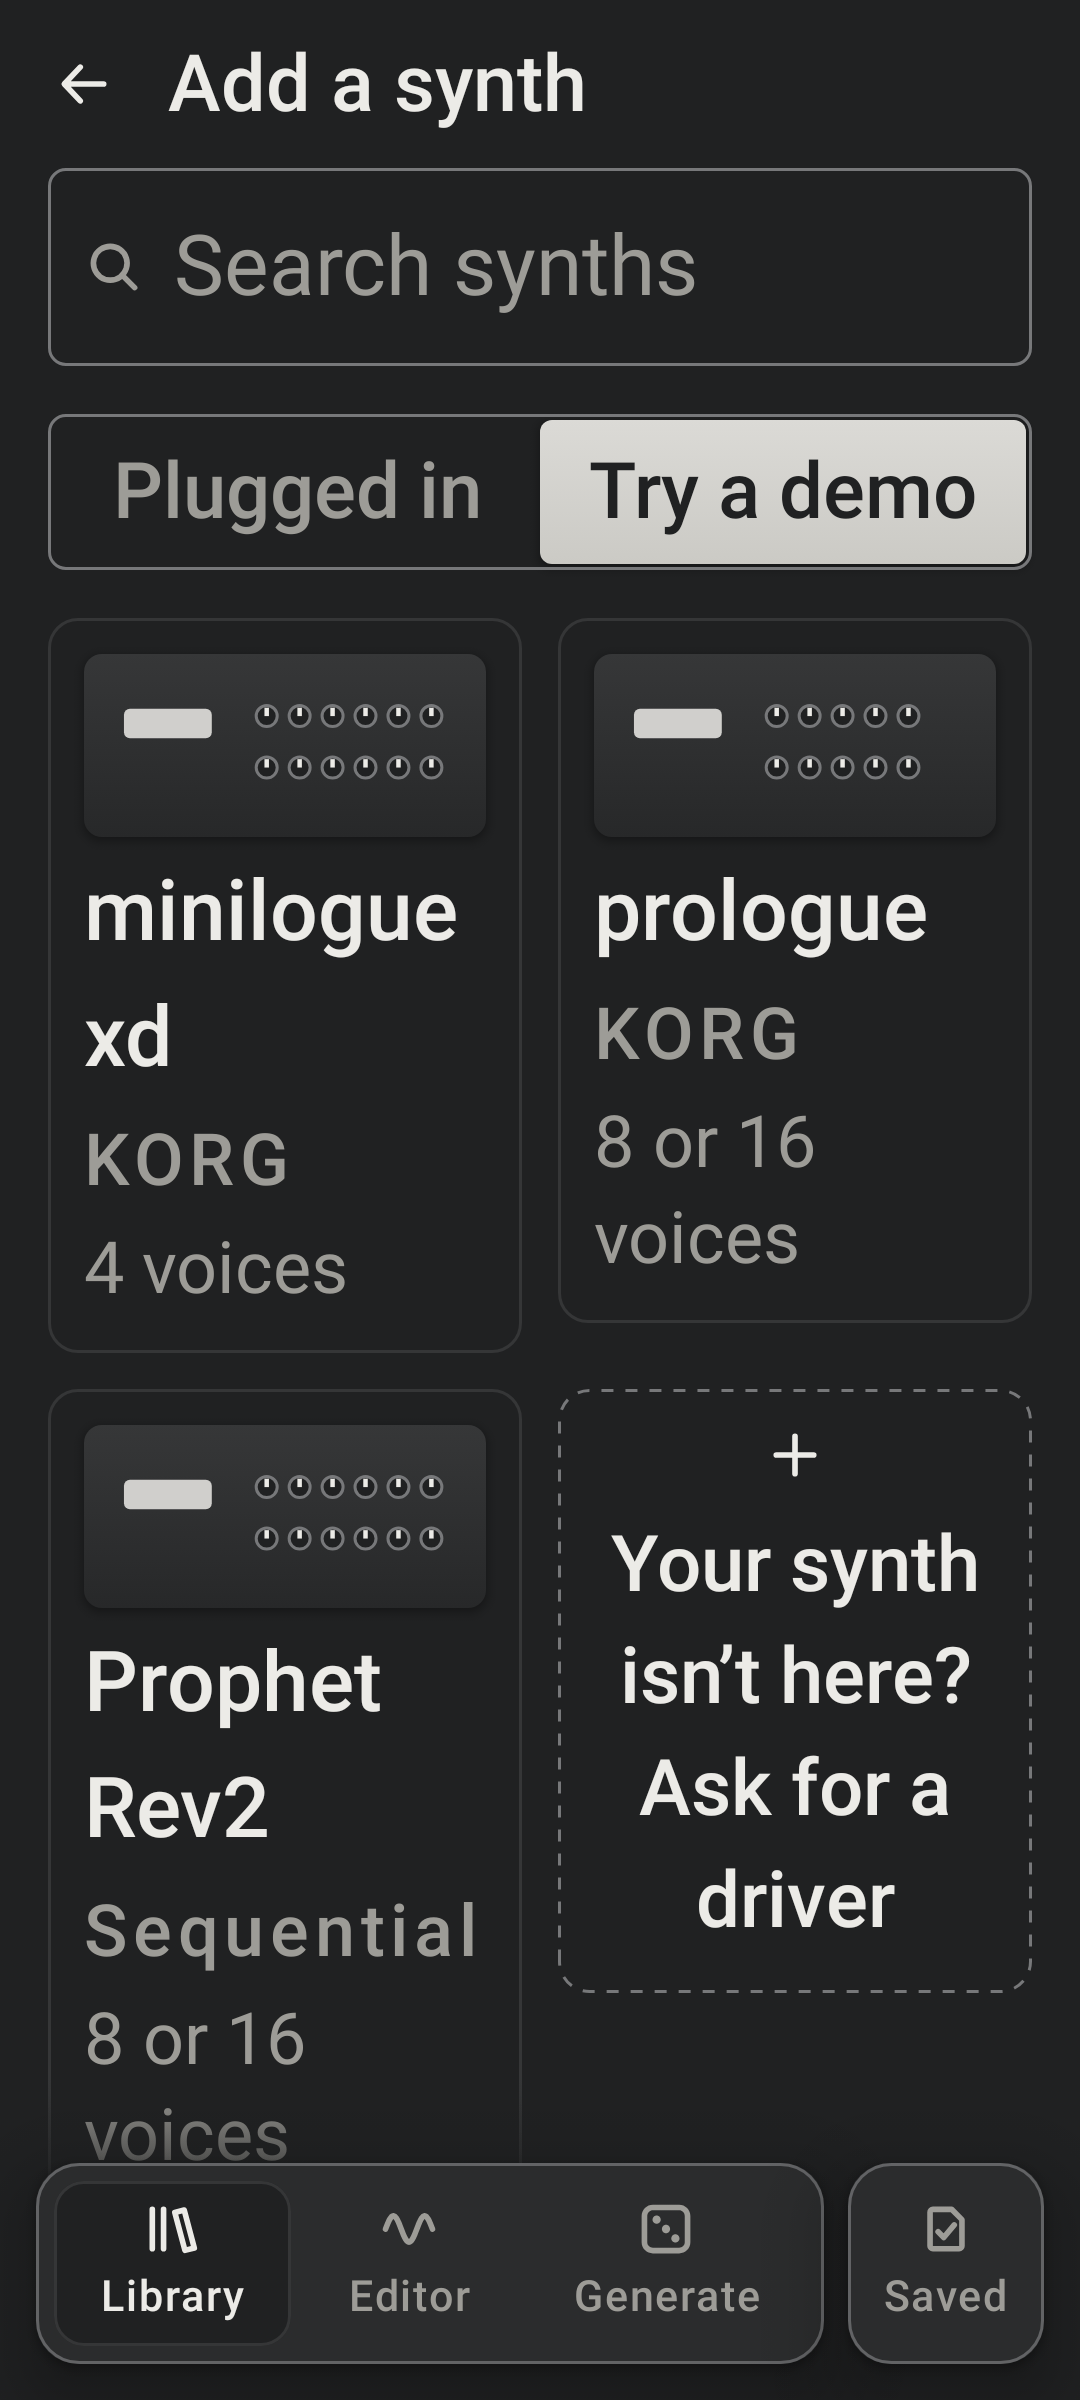 Add a synth
Search synths
Plugged in
Try a demo
minilogue
xd
KORG
4 voices
prologue
KORG
8 or 16
voices
Prophet
Rev2
Sequential
8 or 16
voices
Your synth
isn’t here?
Ask for a
driver
Library
Editor
Generate
Saved